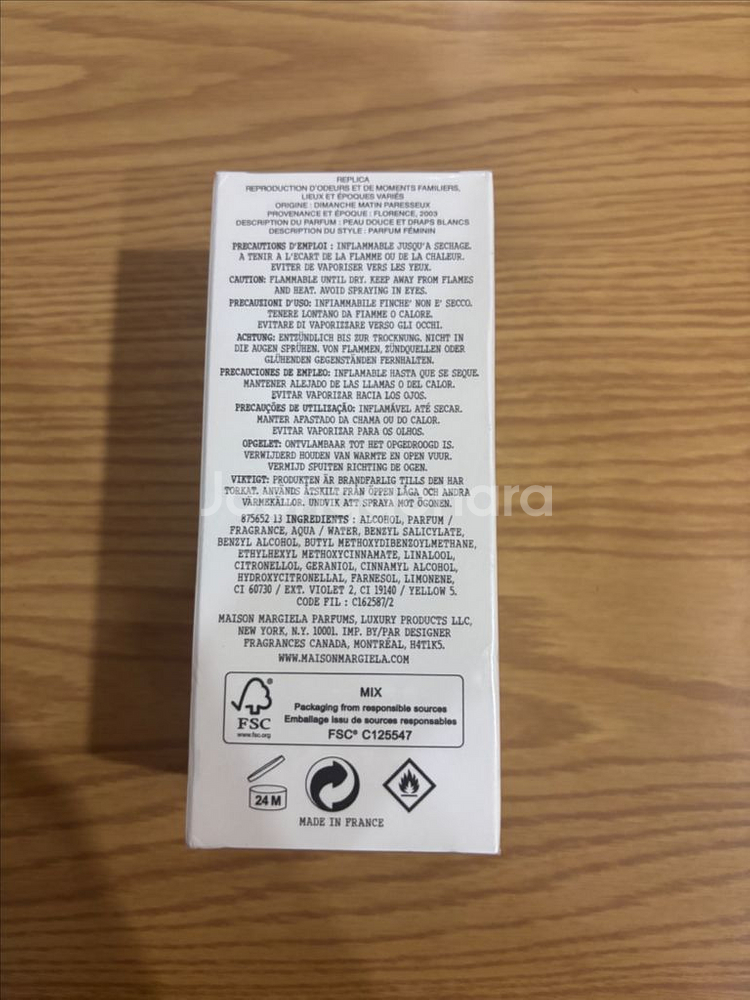 REPLICA
REPRODUCTION D'ODEURS ET DE MOMENTS FAMILIERS,
LIEUX ET ÉPOQUES VARIÉS
ORIGINE : DIMANCHE MATIN PARESSEUX
PROVENANCE ET ÉPOQUE : FLORENCE, 2003
DESCRIPTION DU PARFUM : PEAU DOUCE ET DRAPS BLANCS
DESCRIPTION DU STYLE : PARFUM FÉMININ
PRECAUTIONS D'EMPLOI : INFLAMMABLE JUSQU'A SECHAGE.
A TENIR A L'ECART DE LA FLAMME OU DE LA CHALEUR.
EVITER DE VAPORISER VERS LES YEUX.
CAUTION: FLAMMABLE UNTIL DRY. KEEP AWAY FROM FLAMES
AND HEAT. AVOID SPRAYING IN EYES.
PRECAUZIONI D'USO: INFIAMMABILE FINCHE' NON E' SECCO.
TENERE LONTANO DA FIAMME O CALORE.
EVITARE DI VAPORIZZARE VERSO GLI OCCHI.
ACHTUNG: ENTZÜNDLICH BIS ZUR TROCKNUNG. NICHT IN
DIE AUGEN SPRÜHEN. VON FLAMMEN, ZÜNDQUELLEN ODER
GLÜHENDEN GEGENSTÄNDEN FERNHALTEN.
PRECAUCIONES DE EMPLEO: INFLAMABLE HASTA QUE SE SEQUE.
MANTENER ALEJADO DE LAS LLAMAS O DEL CALOR.
EVITAR VAPORIZAR HACIA LOS OJOS.
PRECAUÇÕES DE UTILIZAÇÃO: INFLAMÁVEL ATÉ SECAR.
MANTER AFASTADO DA CHAMA OU DO CALOR.
EVITAR VAPORIZAR PARA OS OLHOS.
OPGELET: ONTVLAMBAAR TOT HET OPGEDROOGD IS.
VERWIJDERD HOUDEN VAN WARMTE EN OPEN VUUR.
VERMIJD SPUITEN RICHTING DE OGEN.
VIKTIGT: PRODUKTEN ÄR BRANDFARLIG TILLS DEN HAR
TORKAT. ANVÄNDS ÅTSKILT FRÅN ÖPPEN LÅGA OCH ANDRA
VÄRMEKÄLLOR. UNDVIK ATT SPRAYA MOT ÖGONEN.
875652 13 INGREDIENTS : ALCOHOL, PARFUM /
FRAGRANCE, AQUA / WATER, BENZYL SALICYLATE,
BENZYL ALCOHOL, BUTYL METHOXYDIBENZOYLMETHANE,
ETHYLHEXYL METHOXYCINNAMATE, LINALOOL,
CITRONELLOL, GERANIOL, CINNAMYL ALCOHOL,
HYDROXYCITRONELLAL, FARNESOL, LIMONENE,
CI 60730 / EXT. VIOLET 2, CI 19140 / YELLOW 5.
CODE FIL : C162587/2
MAISON MARGIELA PARFUMS, LUXURY PRODUCTS LLC,
NEW YORK, N.Y. 10001. IMP. BY/PAR DESIGNER
FRAGRANCES CANADA, MONTRÉAL, H4T1K5.
WWW.MAISONMARGIELA.COM
FSC
www.fsc.org
MIX
Packaging from responsible sources
Emballage issu de sources responsables
FSC® C125547
24 M
MADE IN FRANCE